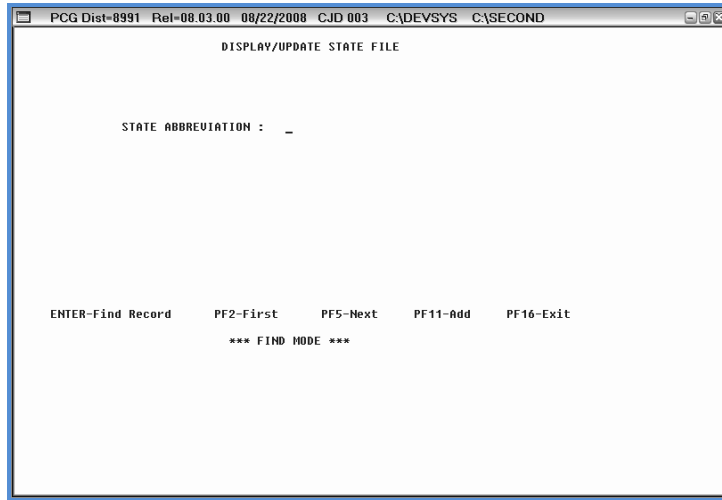 PCG Dist=8991 Rel=08.03.00 08/22/2008 CJD 003 C:\DEVSYS C:\SECOND
DISPLAY/UPDATE STATE FILE
STATE ABBREVIATION : _
ENTER-Find Record PF2-First PF5-Next PF11-Add PF16-Exit
*** FIND MODE ***